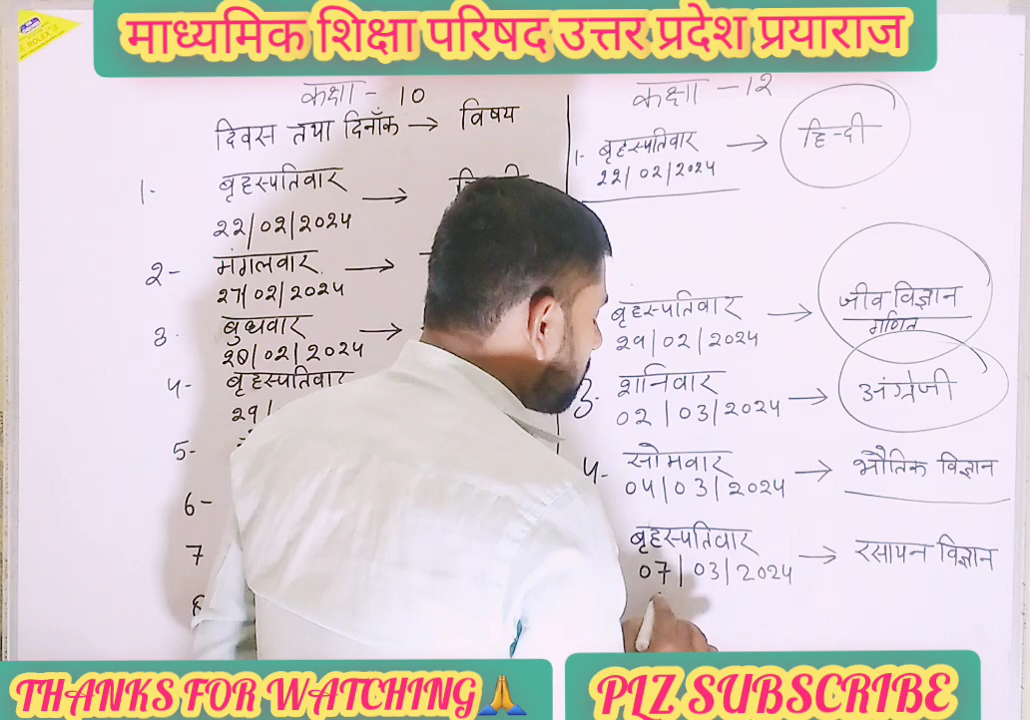 माध्यमिक शिक्षा परिषद उत्तर प्रदेश प्रयाराज
कक्षा - 10
दिवस तथा दिनाँक → विषय
1- बृहस्पतिवार →
22/02/2024
2- मंगलवार →
27/02/2024
3. बुधवार →
28/02/2024
4- बृहस्पतिवार
29/
5-
6-
7
8
कक्षा - 12
1- बृहस्पतिवार → हिन्दी
22/02/2024
बृहस्पतिवार → जीव विज्ञान
29/02/2024 गणित
3- शनिवार → अंग्रेजी
02/03/2024
4- सोमवार → भौतिक विज्ञान
04/03/2024
बृहस्पतिवार → रसायन विज्ञान
07/03/2024
THANKS FOR WATCHING🙏
PLZ SUBSCRIBE